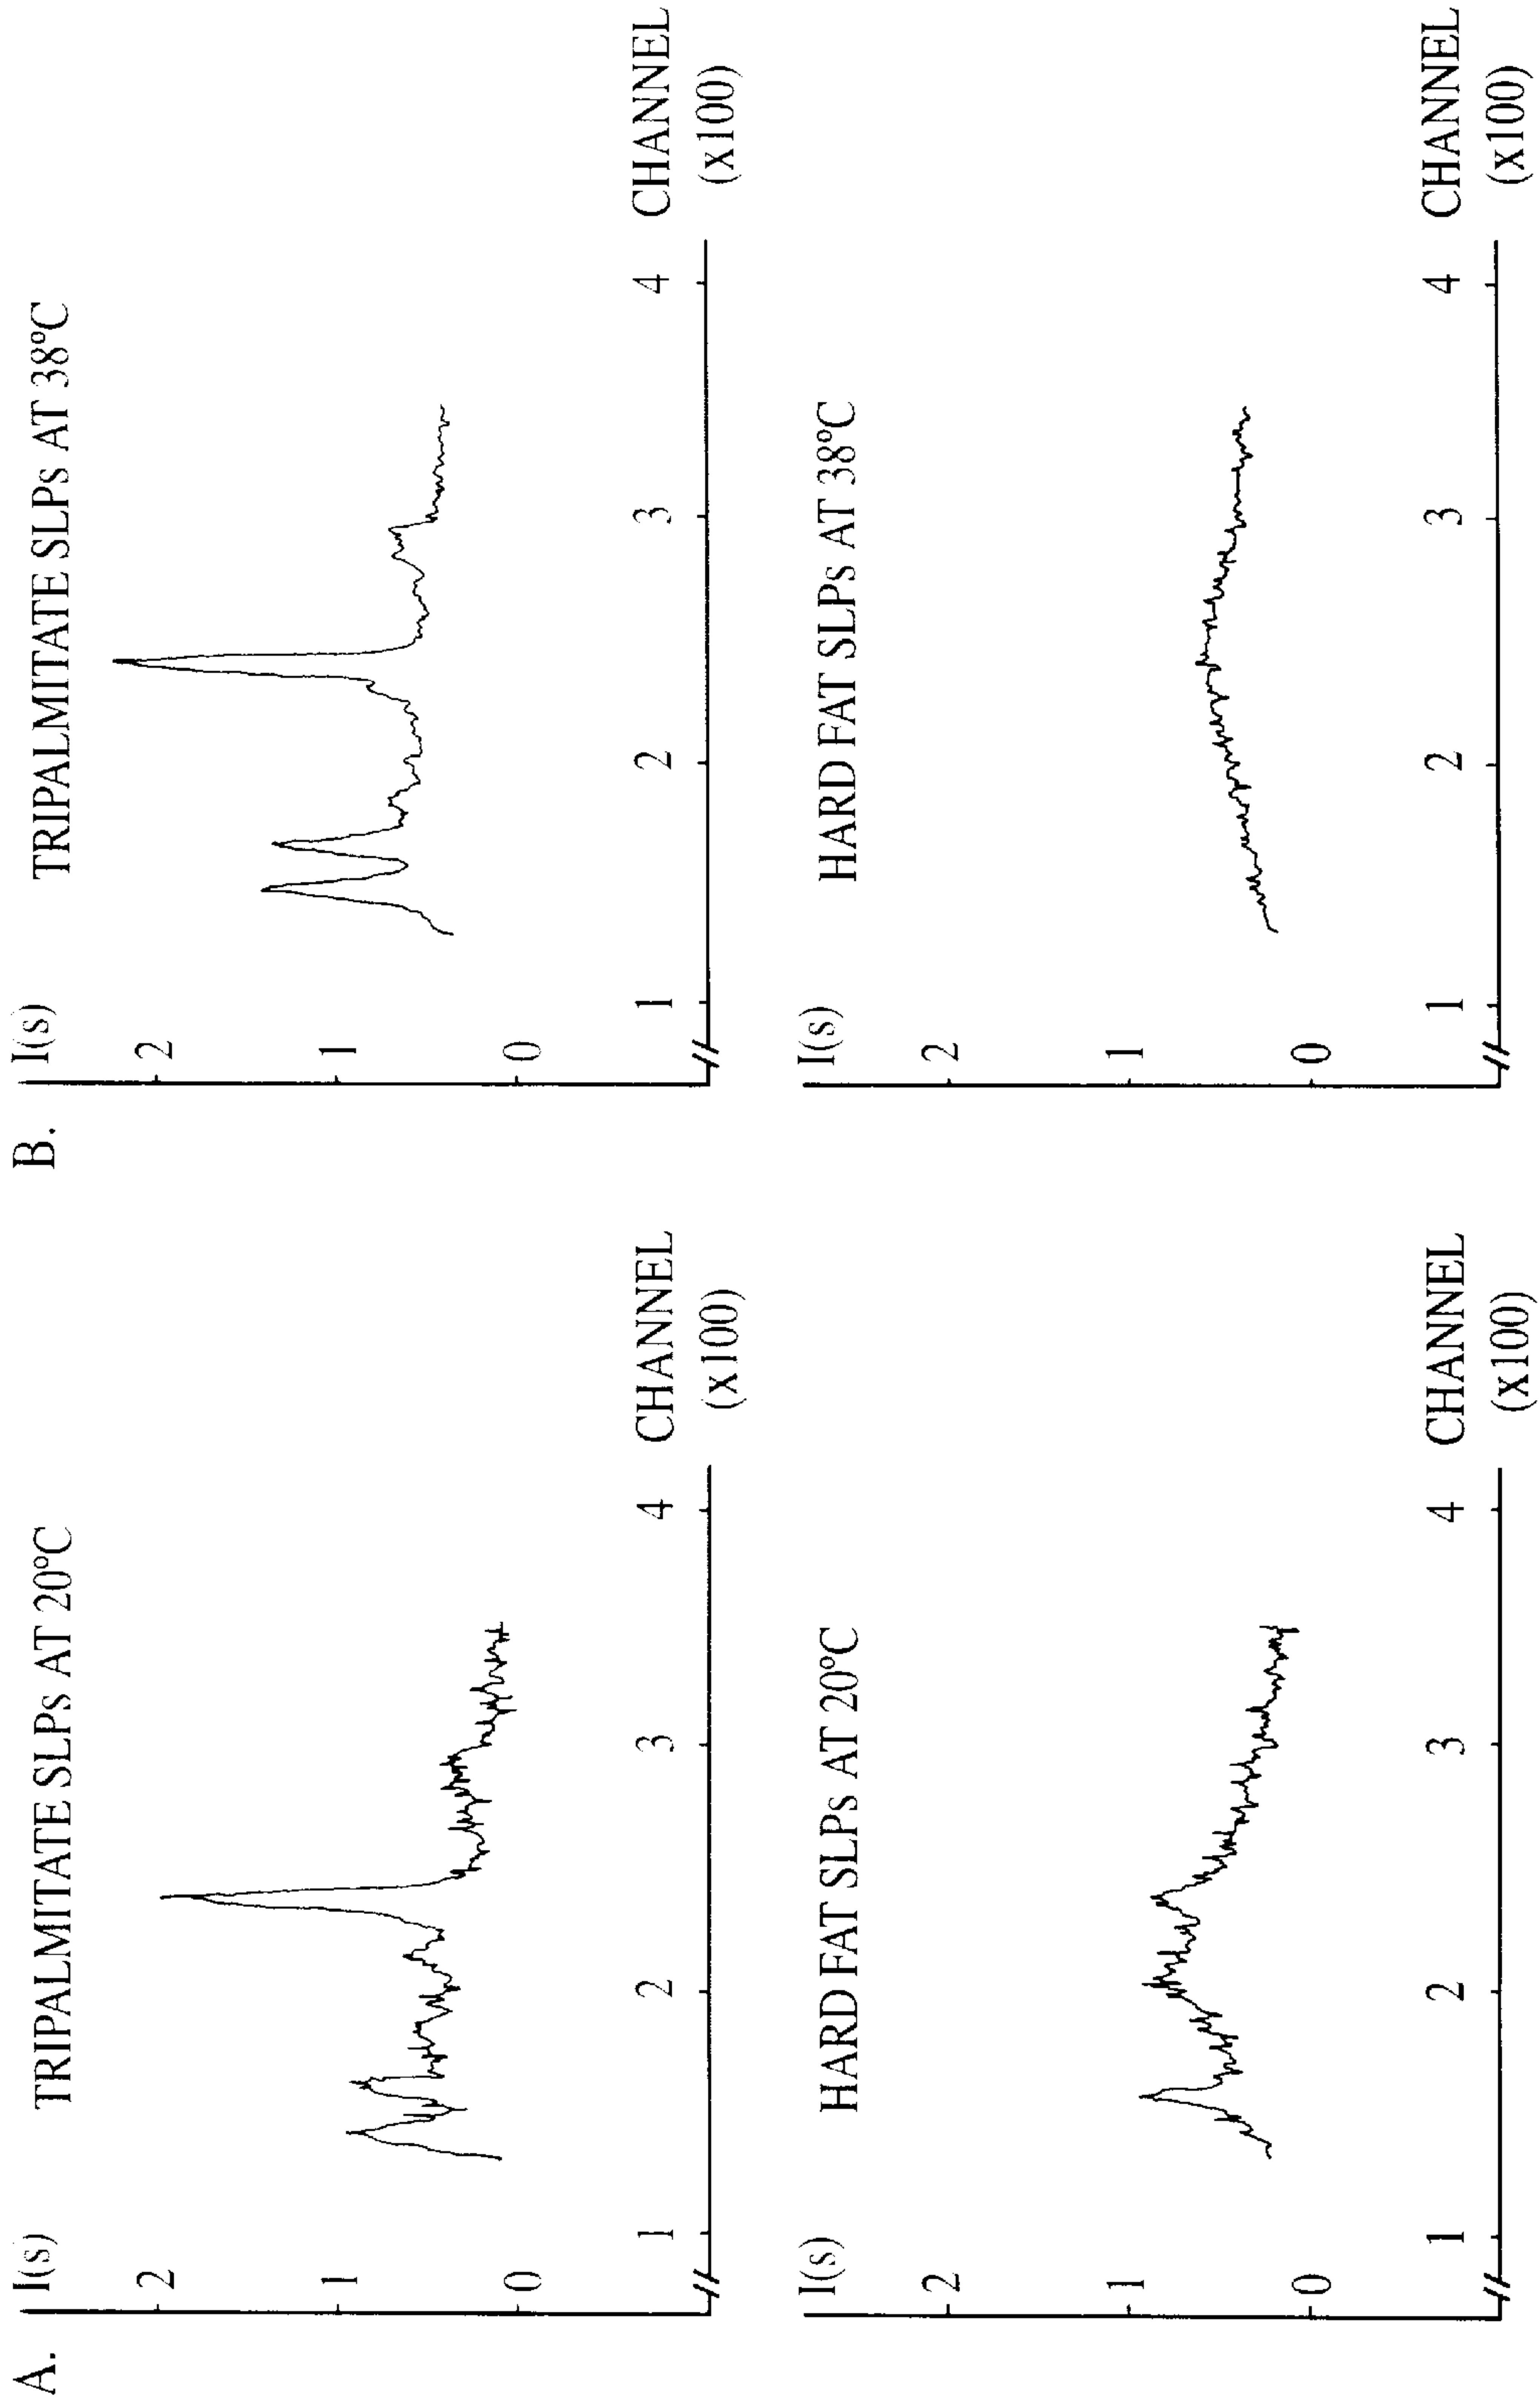 A.
I(s)
TRIPALMITATE SLPs AT 20°C
2
1
0
1
2
3
4
CHANNEL
(x100)
I(s)
HARD FAT SLPs AT 20°C
2
1
0
1
2
3
4
CHANNEL
(x100)
B.
I(s)
TRIPALMITATE SLPs AT 38°C
2
1
0
1
2
3
4
CHANNEL
(x100)
I(s)
HARD FAT SLPs AT 38°C
2
1
0
1
2
3
4
CHANNEL
(x100)